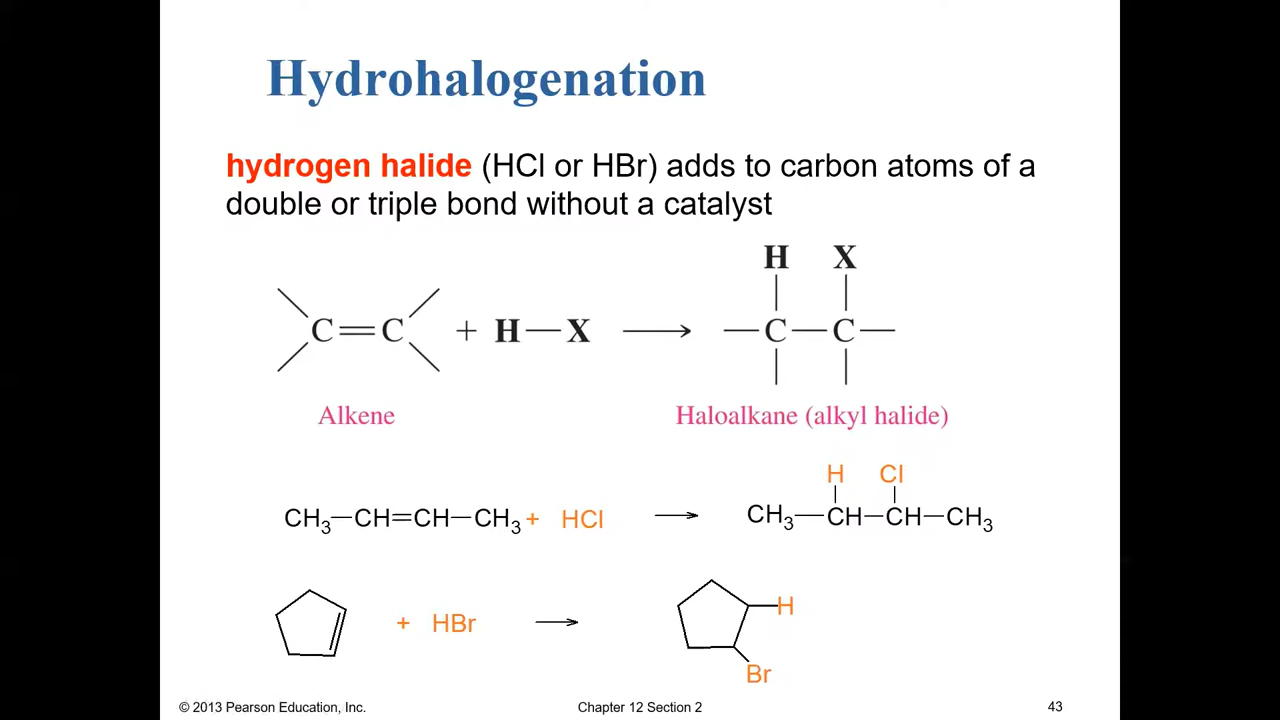 Hydrohalogenation
hydrogen halide (HCl or HBr) adds to carbon atoms of a
double or triple bond without a catalyst
H X
C=C + H—X ⟶ —C—C—
Alkene Haloalkane (alkyl halide)
H Cl
CH₃—CH=CH—CH₃ + HCl → CH₃—CH—CH—CH₃
+ HBr → H
Br
© 2013 Pearson Education, Inc. Chapter 12 Section 2 43